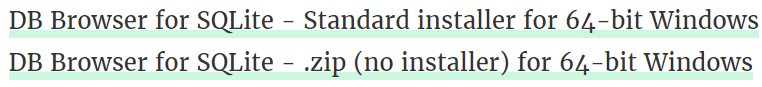 DB Browser for SQLite - Standard installer for 64-bit Windows
DB Browser for SQLite - .zip (no installer) for 64-bit Windows